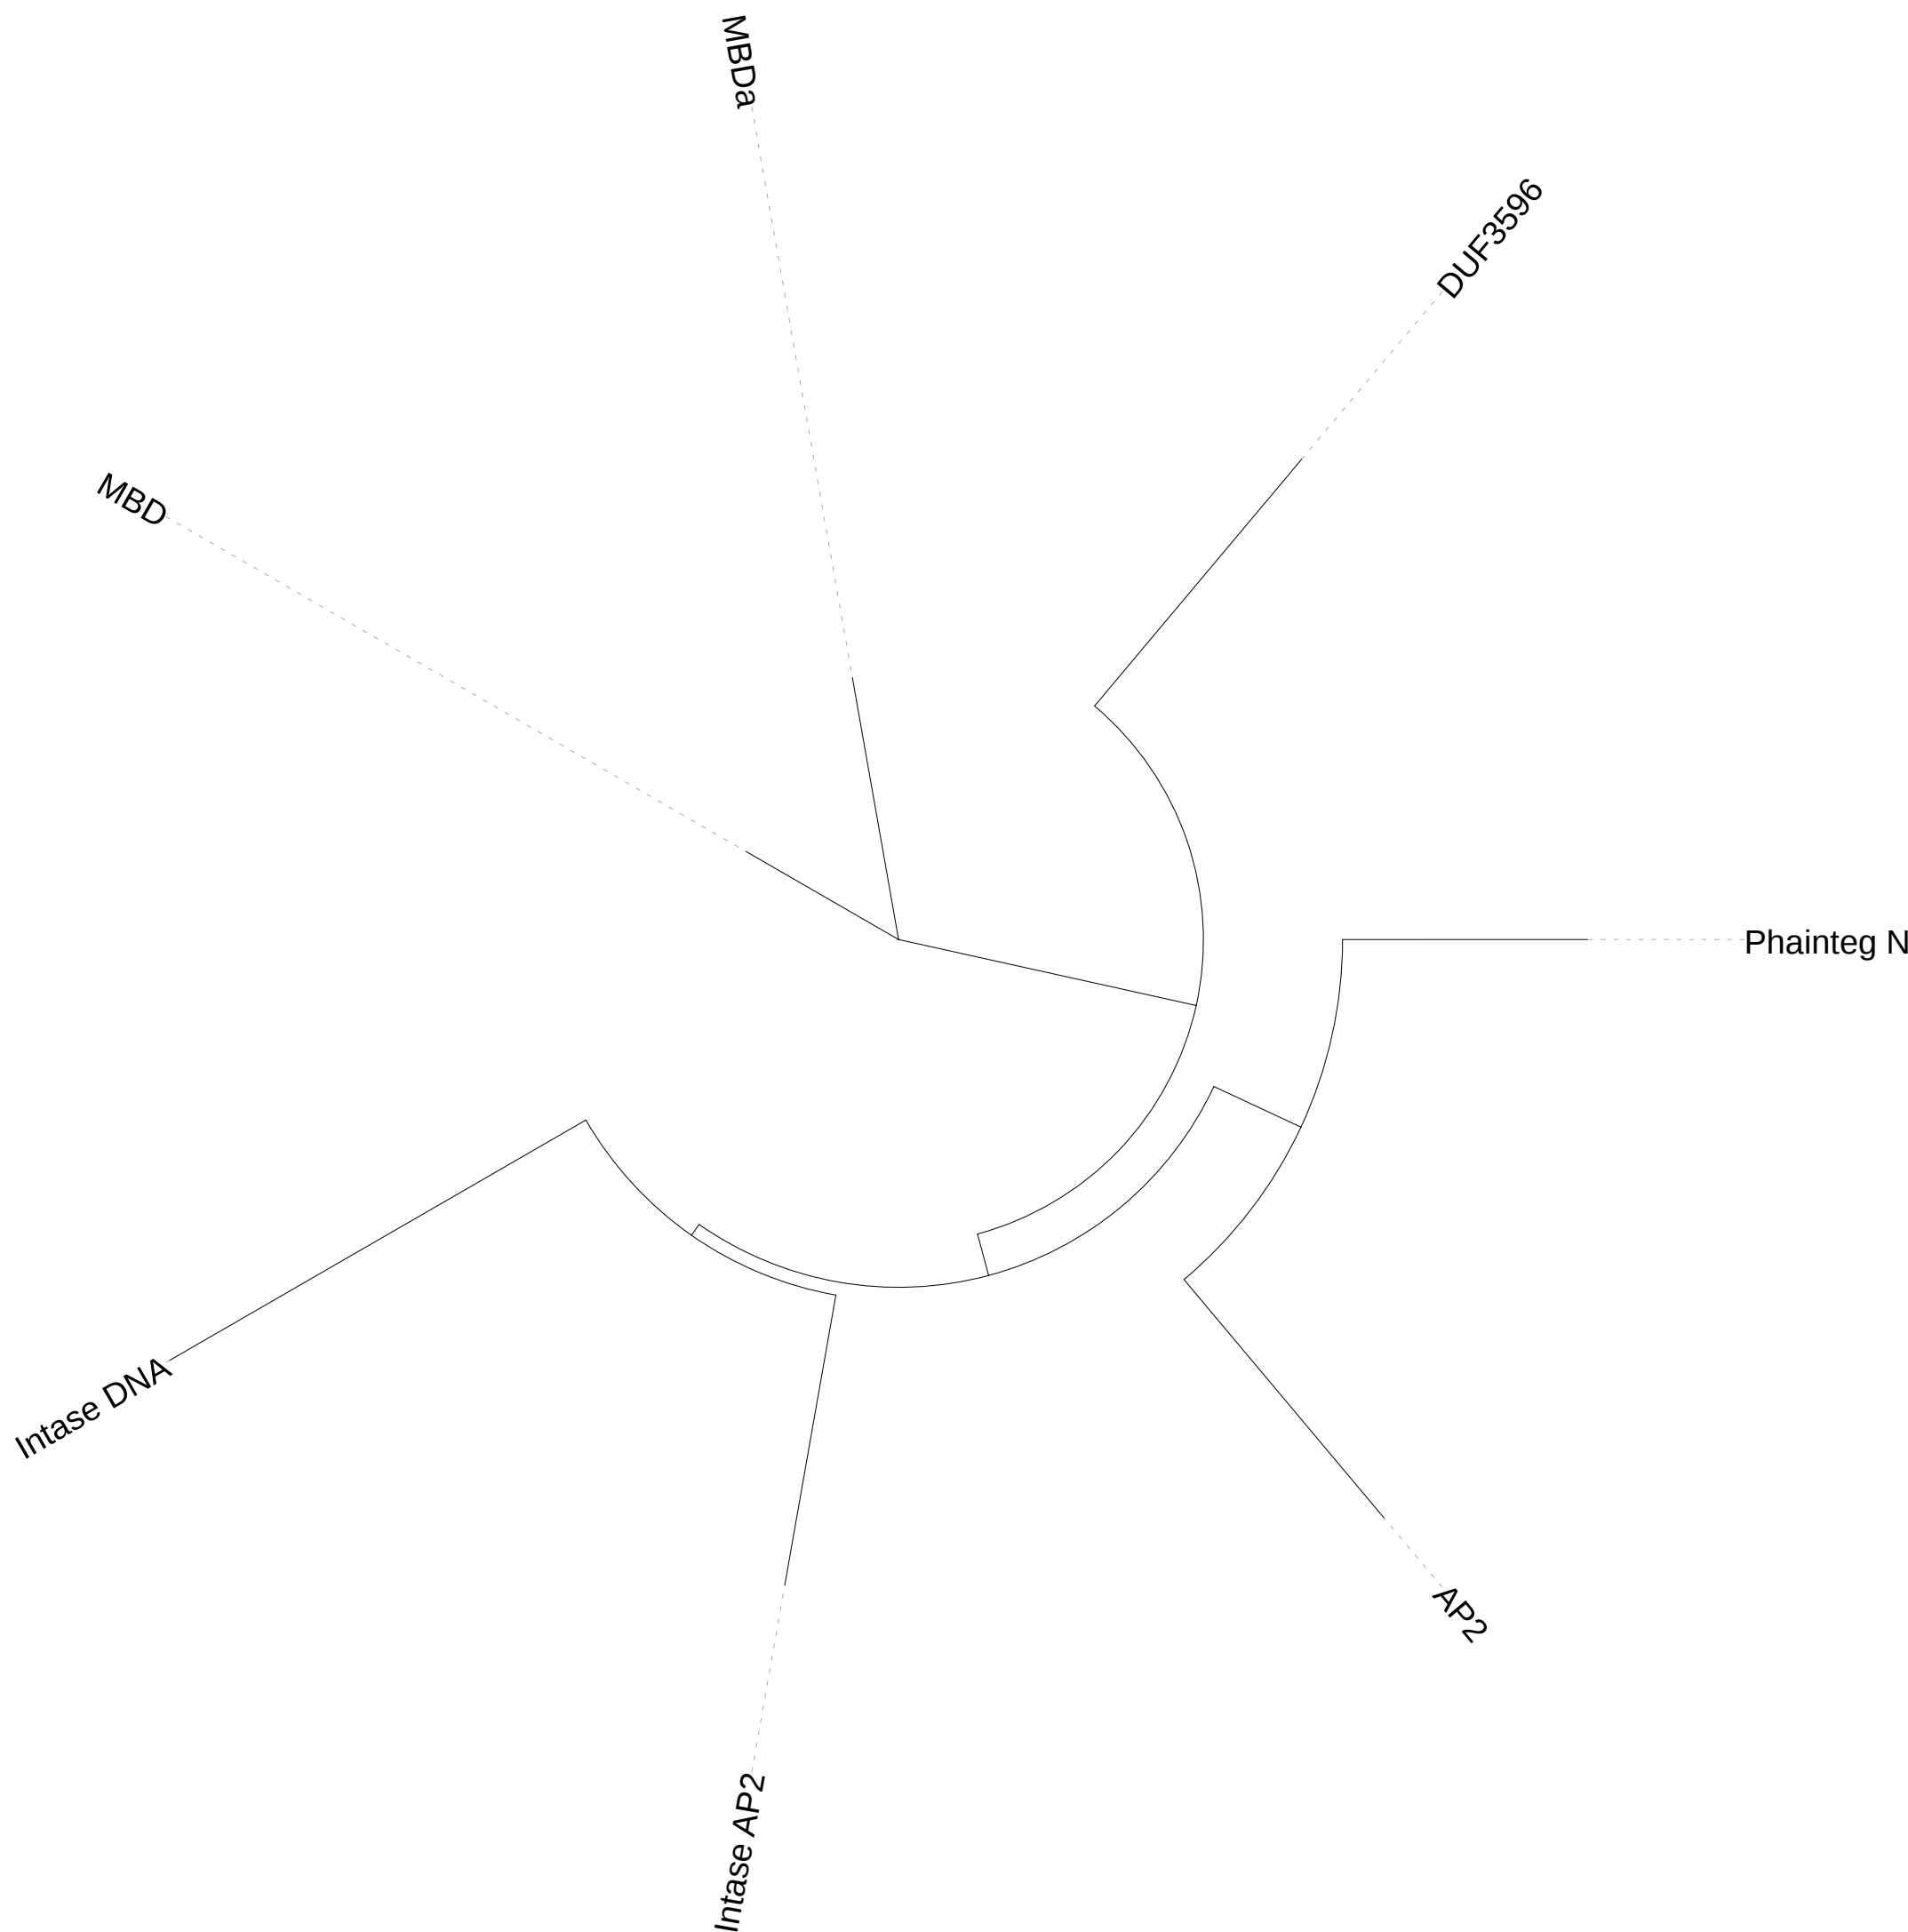 MBDa
DUF3596
MBD
Phainteg N
Intase DNA
AP2
Intase AP2